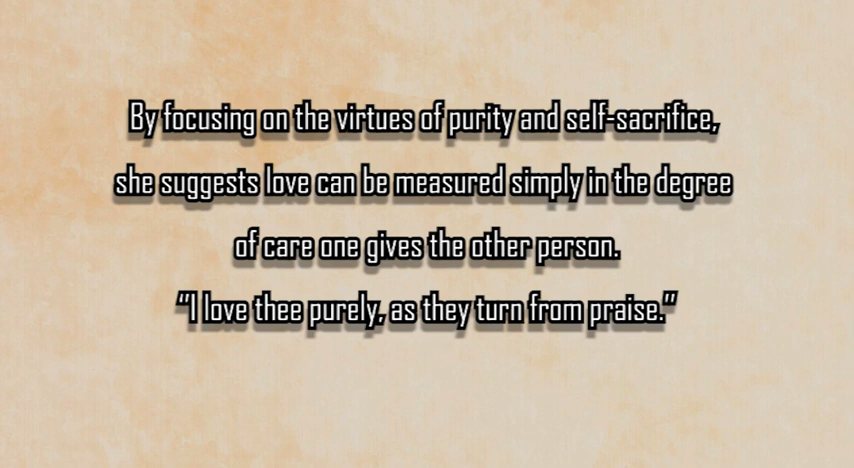 By focusing on the virtues of purity and self-sacrifice,
she suggests love can be measured simply in the degree
of care one gives the other person.
"I love thee purely, as they turn from praise."